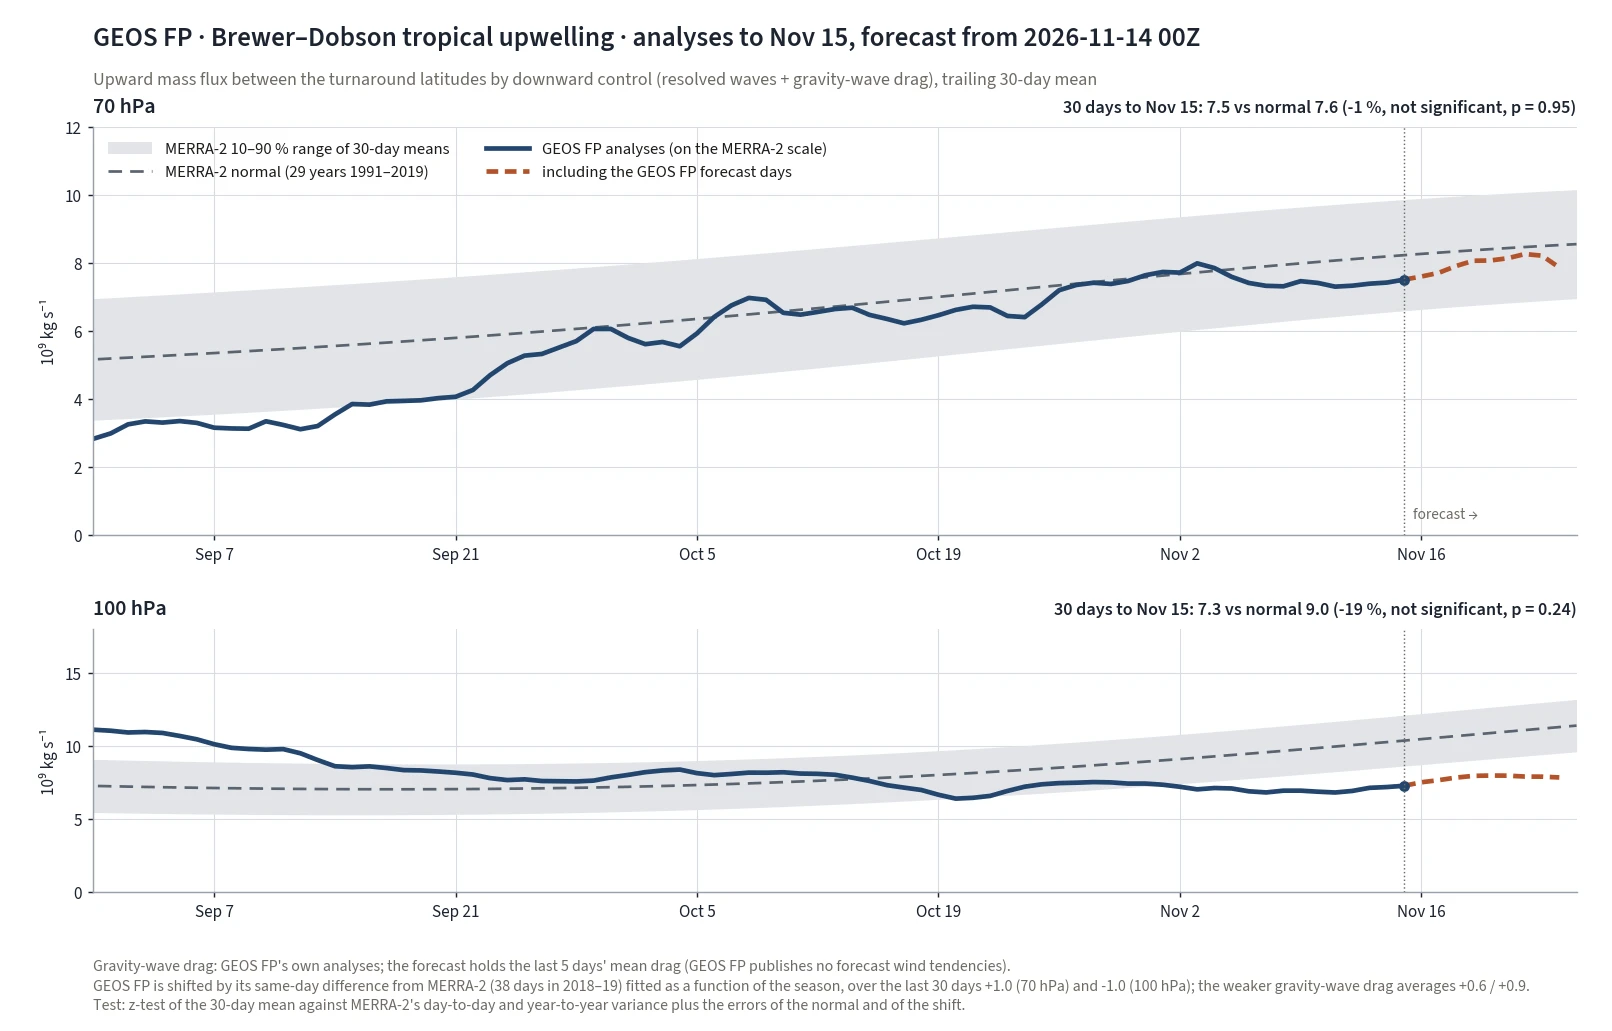 GEOS FP · Brewer–Dobson tropical upwelling · analyses to Nov 15, forecast from 2026-11-14 00Z
Upward mass flux between the turnaround latitudes by downward control (resolved waves + gravity-wave drag), trailing 30-day mean
70 hPa
30 days to Nov 15: 7.5 vs normal 7.6 (-1 %, not significant, p = 0.95)
MERRA-2 10–90 % range of 30-day means
MERRA-2 normal (29 years 1991–2019)
GEOS FP analyses (on the MERRA-2 scale)
including the GEOS FP forecast days
12
10
8
6
4
2
0
10⁹ kg s⁻¹
forecast →
Sep 7
Sep 21
Oct 5
Oct 19
Nov 2
Nov 16
100 hPa
30 days to Nov 15: 7.3 vs normal 9.0 (-19 %, not significant, p = 0.24)
15
10
5
0
10⁹ kg s⁻¹
Sep 7
Sep 21
Oct 5
Oct 19
Nov 2
Nov 16
Gravity-wave drag: GEOS FP's own analyses; the forecast holds the last 5 days' mean drag (GEOS FP publishes no forecast wind tendencies).
GEOS FP is shifted by its same-day difference from MERRA-2 (38 days in 2018–19) fitted as a function of the season, over the last 30 days +1.0 (70 hPa) and -1.0 (100 hPa); the weaker gravity-wave drag averages +0.6 / +0.9.
Test: z-test of the 30-day mean against MERRA-2's day-to-day and year-to-year variance plus the errors of the normal and of the shift.